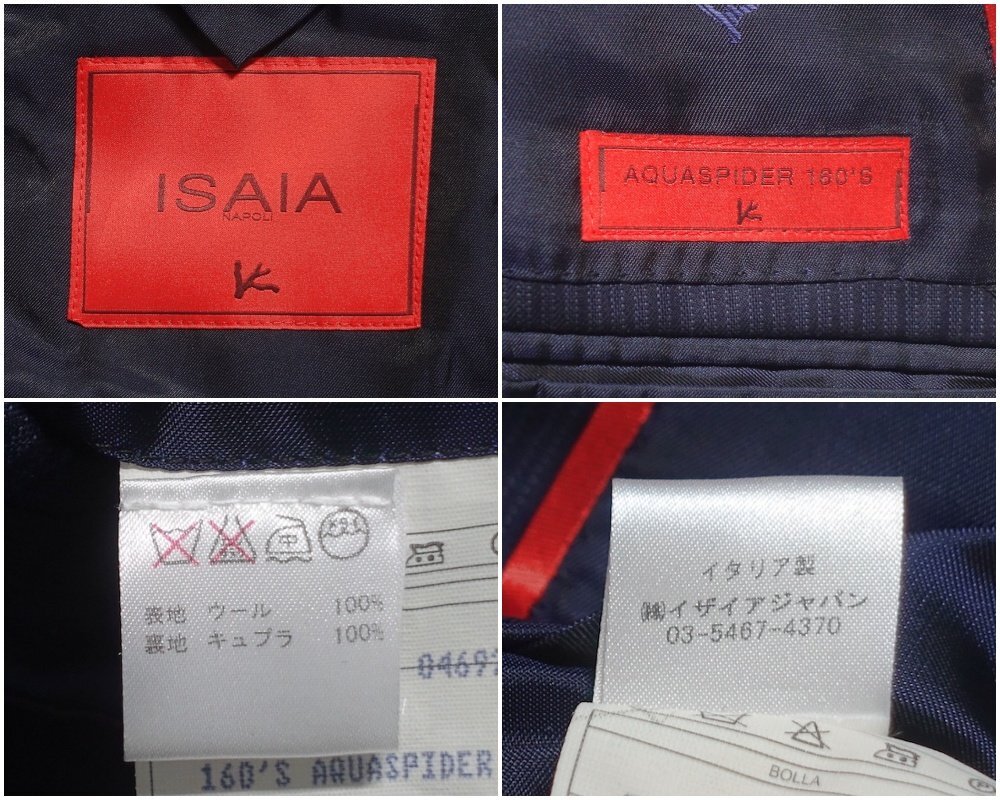 ISAIA
NAPOLI
AQUASPIDER 160'S
表地 ウール 100%
裏地 キュプラ 100%
0469
160'S AQUASPIDER
イタリア製
㈱イザイアジャパン
03-5467-4370
BOLLA